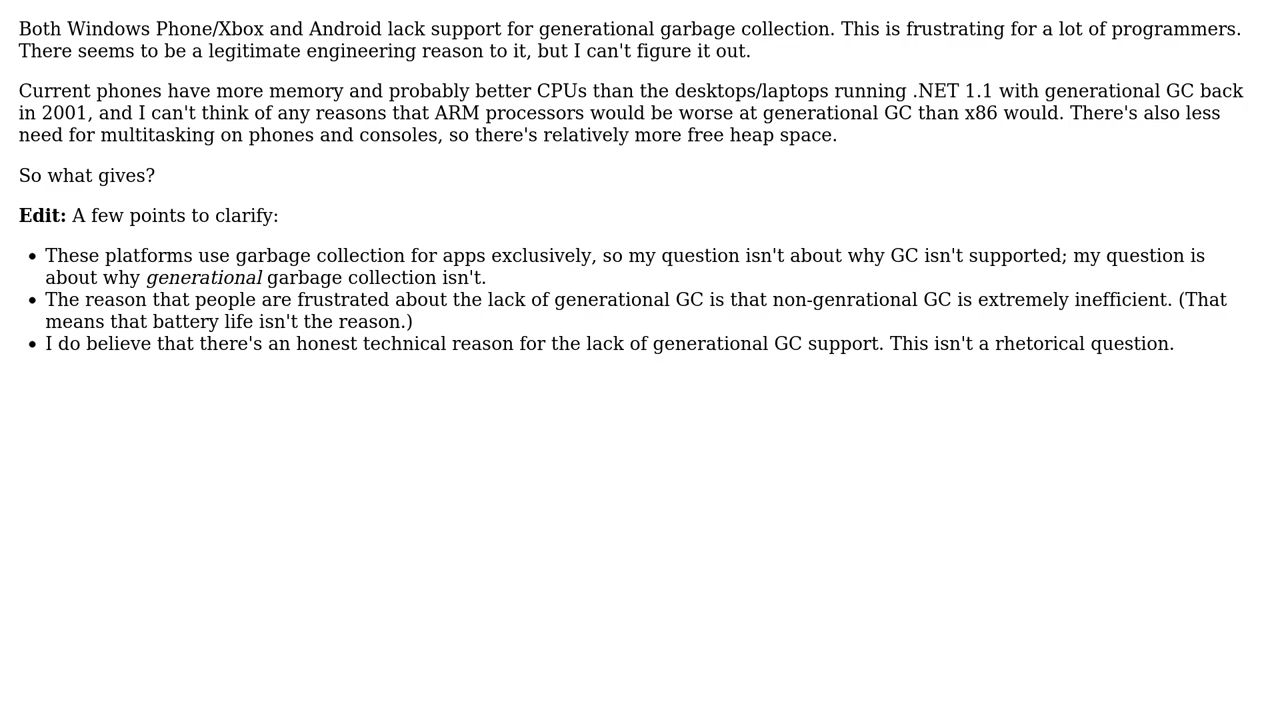 Both Windows Phone/Xbox and Android lack support for generational garbage collection. This is frustrating for a lot of programmers.
There seems to be a legitimate engineering reason to it, but I can't figure it out.
Current phones have more memory and probably better CPUs than the desktops/laptops running .NET 1.1 with generational GC back
in 2001, and I can't think of any reasons that ARM processors would be worse at generational GC than x86 would. There's also less
need for multitasking on phones and consoles, so there's relatively more free heap space.
So what gives?
Edit: A few points to clarify:
• These platforms use garbage collection for apps exclusively, so my question isn't about why GC isn't supported; my question is
about why generational garbage collection isn't.
• The reason that people are frustrated about the lack of generational GC is that non-genrational GC is extremely inefficient. (That
means that battery life isn't the reason.)
• I do believe that there's an honest technical reason for the lack of generational GC support. This isn't a rhetorical question.